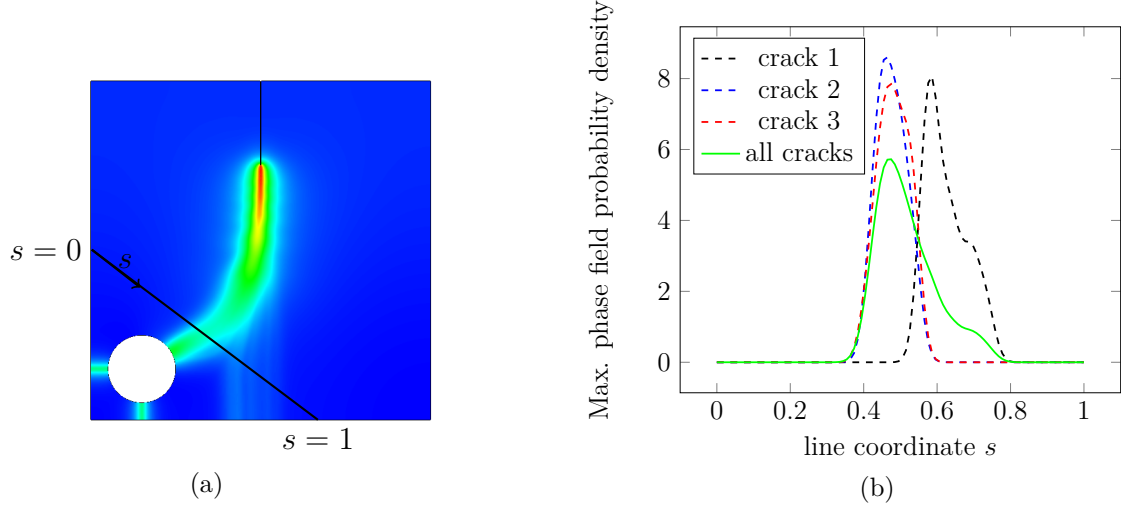 s = 0
s
s = 1
(a)
Max. phase field probability density
8
6
4
2
0
0
0.2
0.4
0.6
0.8
1
line coordinate s
crack 1
crack 2
crack 3
all cracks
(b)